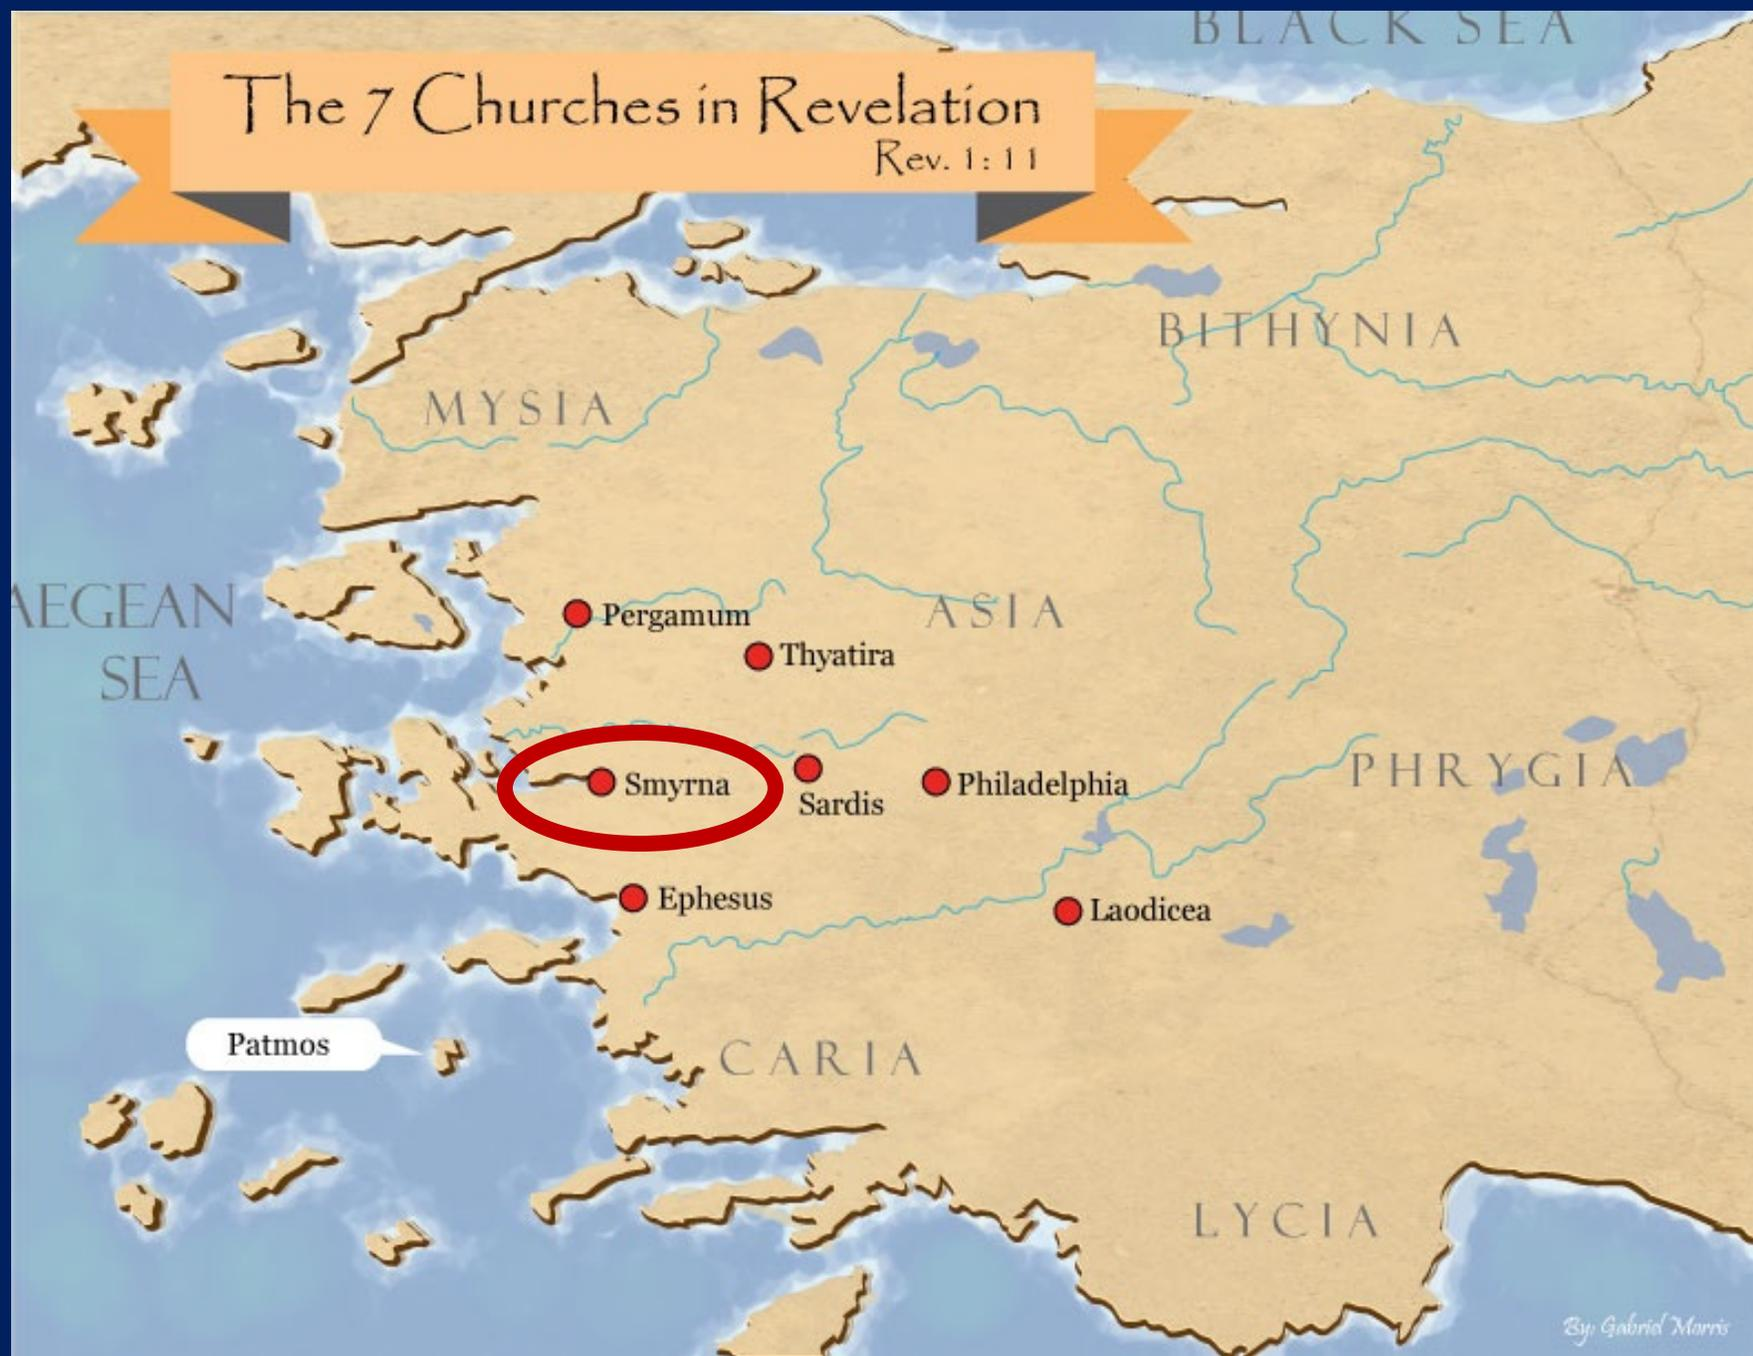 BLACK SEA
The 7 Churches in Revelation
Rev. 1:11
BITHYNIA
MYSIA
AEGEAN
SEA
ASIA
Pergamum
Thyatira
PHRYGIA
Smyrna
Sardis
Philadelphia
Ephesus
Laodicea
Patmos
CARIA
LYCIA
By: Gabriel Morris